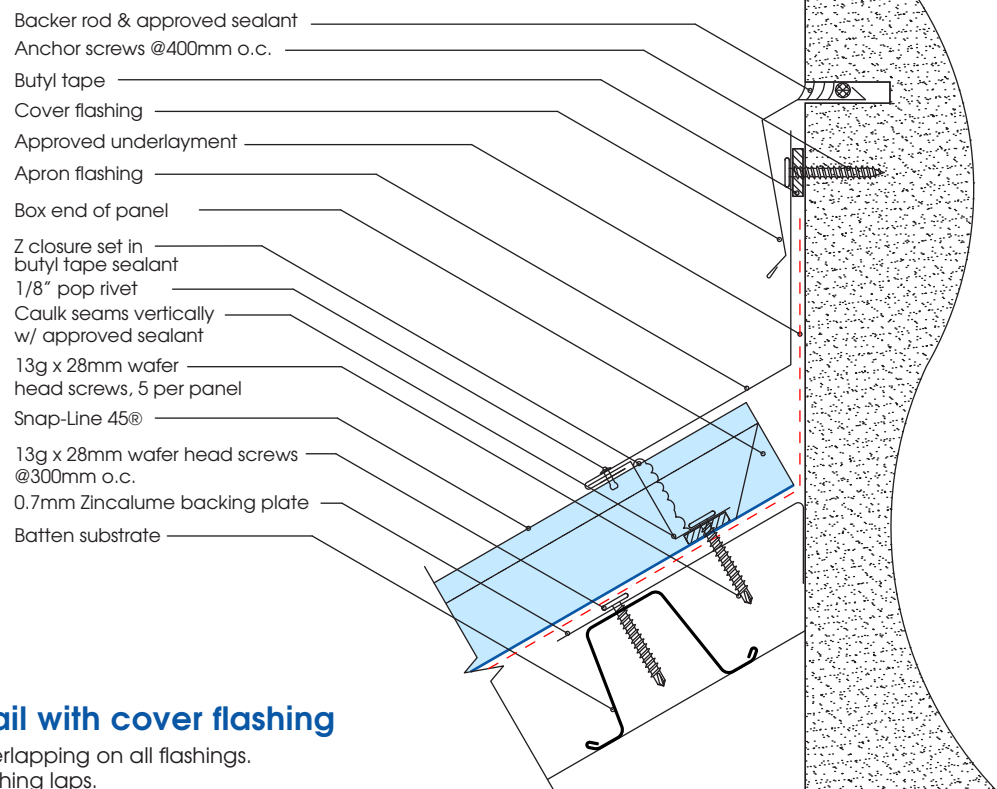 Backer rod & approved sealant
Anchor screws @400mm o.c.
Butyl tape
Cover flashing
Approved underlayment
Apron flashing
Box end of panel
Z closure set in
butyl tape sealant
1/8” pop rivet
Caulk seams vertically
w/ approved sealant
13g x 28mm wafer
head screws, 5 per panel
Snap-Line 45®
13g x 28mm wafer head screws
@300mm o.c.
0.7mm Zincalume backing plate
Batten substrate
ail with cover flashing
erlapping on all flashings.
hing laps.